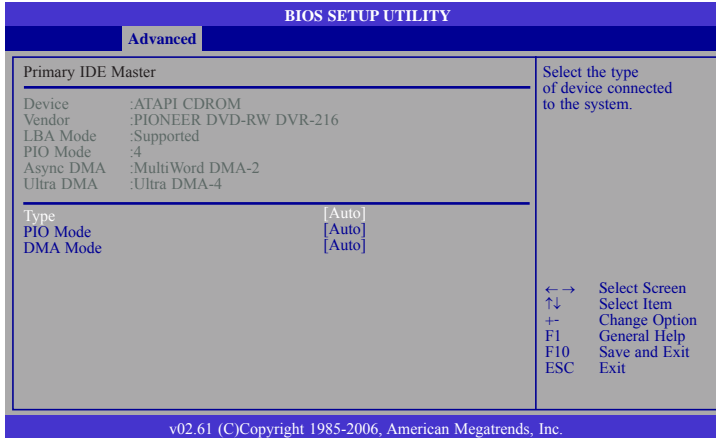 BIOS SETUP UTILITY
Advanced
Primary IDE Master
Device :ATAPI CDROM
Vendor :PIONEER DVD-RW DVR-216
LBA Mode :Supported
PIO Mode :4
Async DMA :MultiWord DMA-2
Ultra DMA :Ultra DMA-4
Type [Auto]
PIO Mode [Auto]
DMA Mode [Auto]
Select the type
of device connected
to the system.
←→ Select Screen
↑↓ Select Item
+- Change Option
F1 General Help
F10 Save and Exit
ESC Exit
v02.61 (C)Copyright 1985-2006, American Megatrends, Inc.